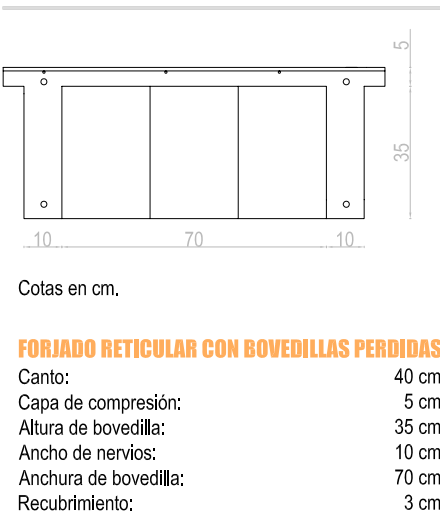 5
35
10 70 10
Cotas en cm.
FORJADO RETICULAR CON BOVEDILLAS PERDIDAS
Canto: 40 cm
Capa de compresión: 5 cm
Altura de bovedilla: 35 cm
Ancho de nervios: 10 cm
Anchura de bovedilla: 70 cm
Recubrimiento: 3 cm